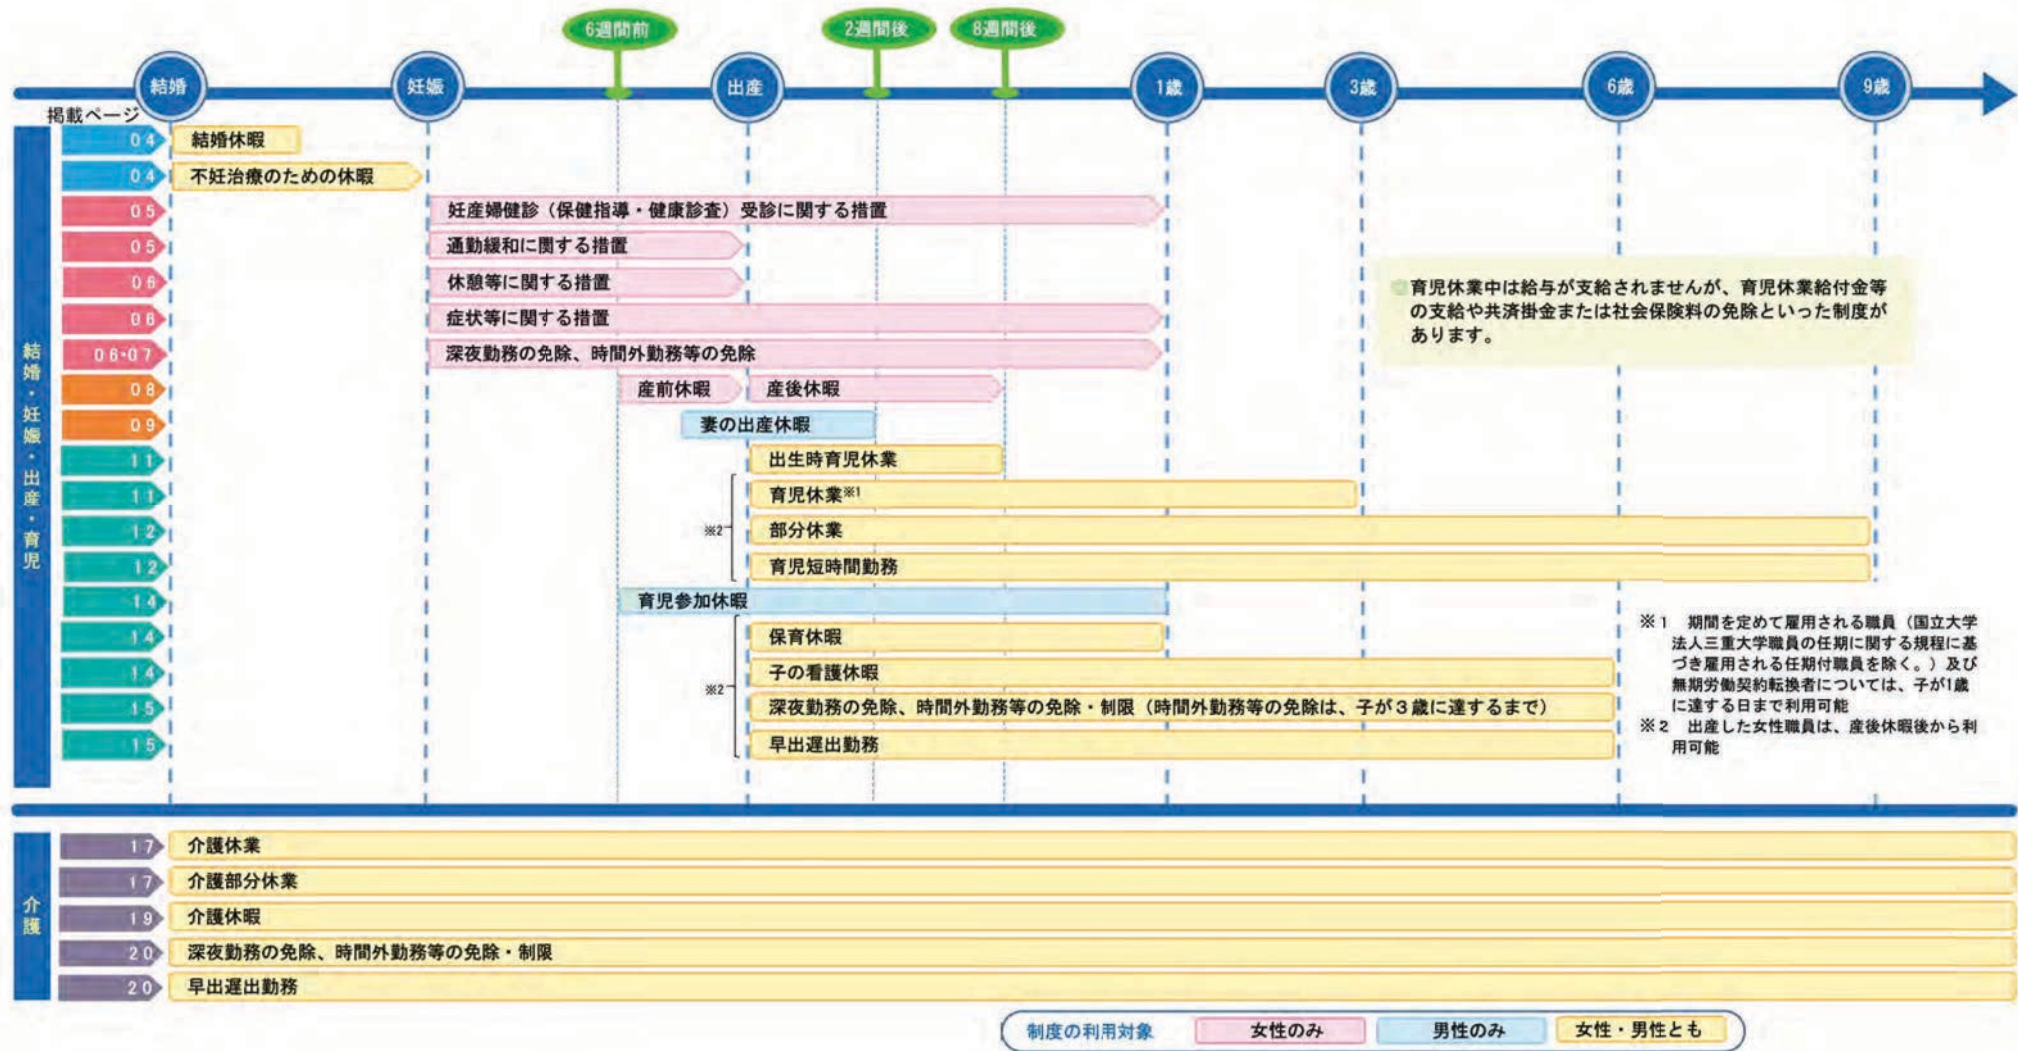 6週間前
2週間後
8週間後
結婚
妊娠
出産
1歳
3歳
6歳
9歳
掲載ページ
結婚・妊娠・出産・育児
04
結婚休暇
04
不妊治療のための休暇
05
妊産婦健診(保健指導・健康診査)受診に関する措置
05
通勤緩和に関する措置
06
休憩等に関する措置
06
症状等に関する措置
06・07
深夜勤務の免除、時間外勤務等の免除
08
産前休暇
産後休暇
09
妻の出産休暇
11
出生時育児休業
11
育児休業※1
12
部分休業
※2
12
育児短時間勤務
14
育児参加休暇
14
保育休暇
14
子の看護休暇
※2
15
深夜勤務の免除、時間外勤務等の免除・制限(時間外勤務等の免除は、子が3歳に達するまで)
15
早出遅出勤務
育児休業中は給与が支給されませんが、育児休業給付金等
の支給や共済掛金または社会保険料の免除といった制度が
あります。
※1 期間を定めて雇用される職員(国立大学
法人三重大学職員の任期に関する規程に基
づき雇用される任期付職員を除く。)及び
無期労働契約転換者については、子が1歳
に達する日まで利用可能
※2 出産した女性職員は、産後休暇後から利
用可能
介護
17
介護休業
17
介護部分休業
19
介護休暇
20
深夜勤務の免除、時間外勤務等の免除・制限
20
早出遅出勤務
制度の利用対象
女性のみ
男性のみ
女性・男性とも